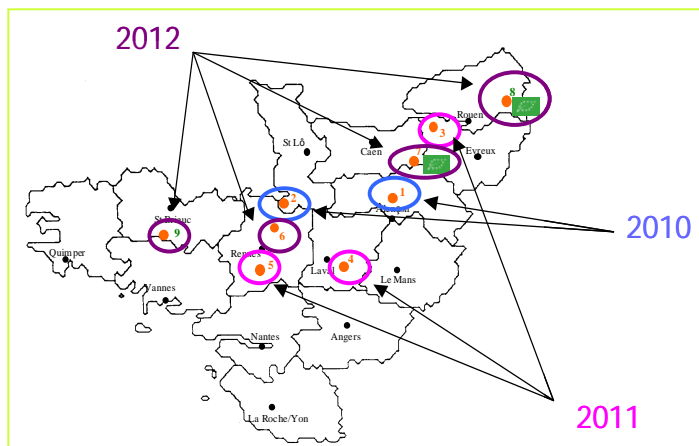 2012
8
Rouen
3
St Lô
Caen
Evreux
7
1
Alençon
2
St Brieuc
9
6
2010
Quimper
Rennes
5
Laval
4
Le Mans
Vannes
Nantes
Angers
2011
La Roche/Yon